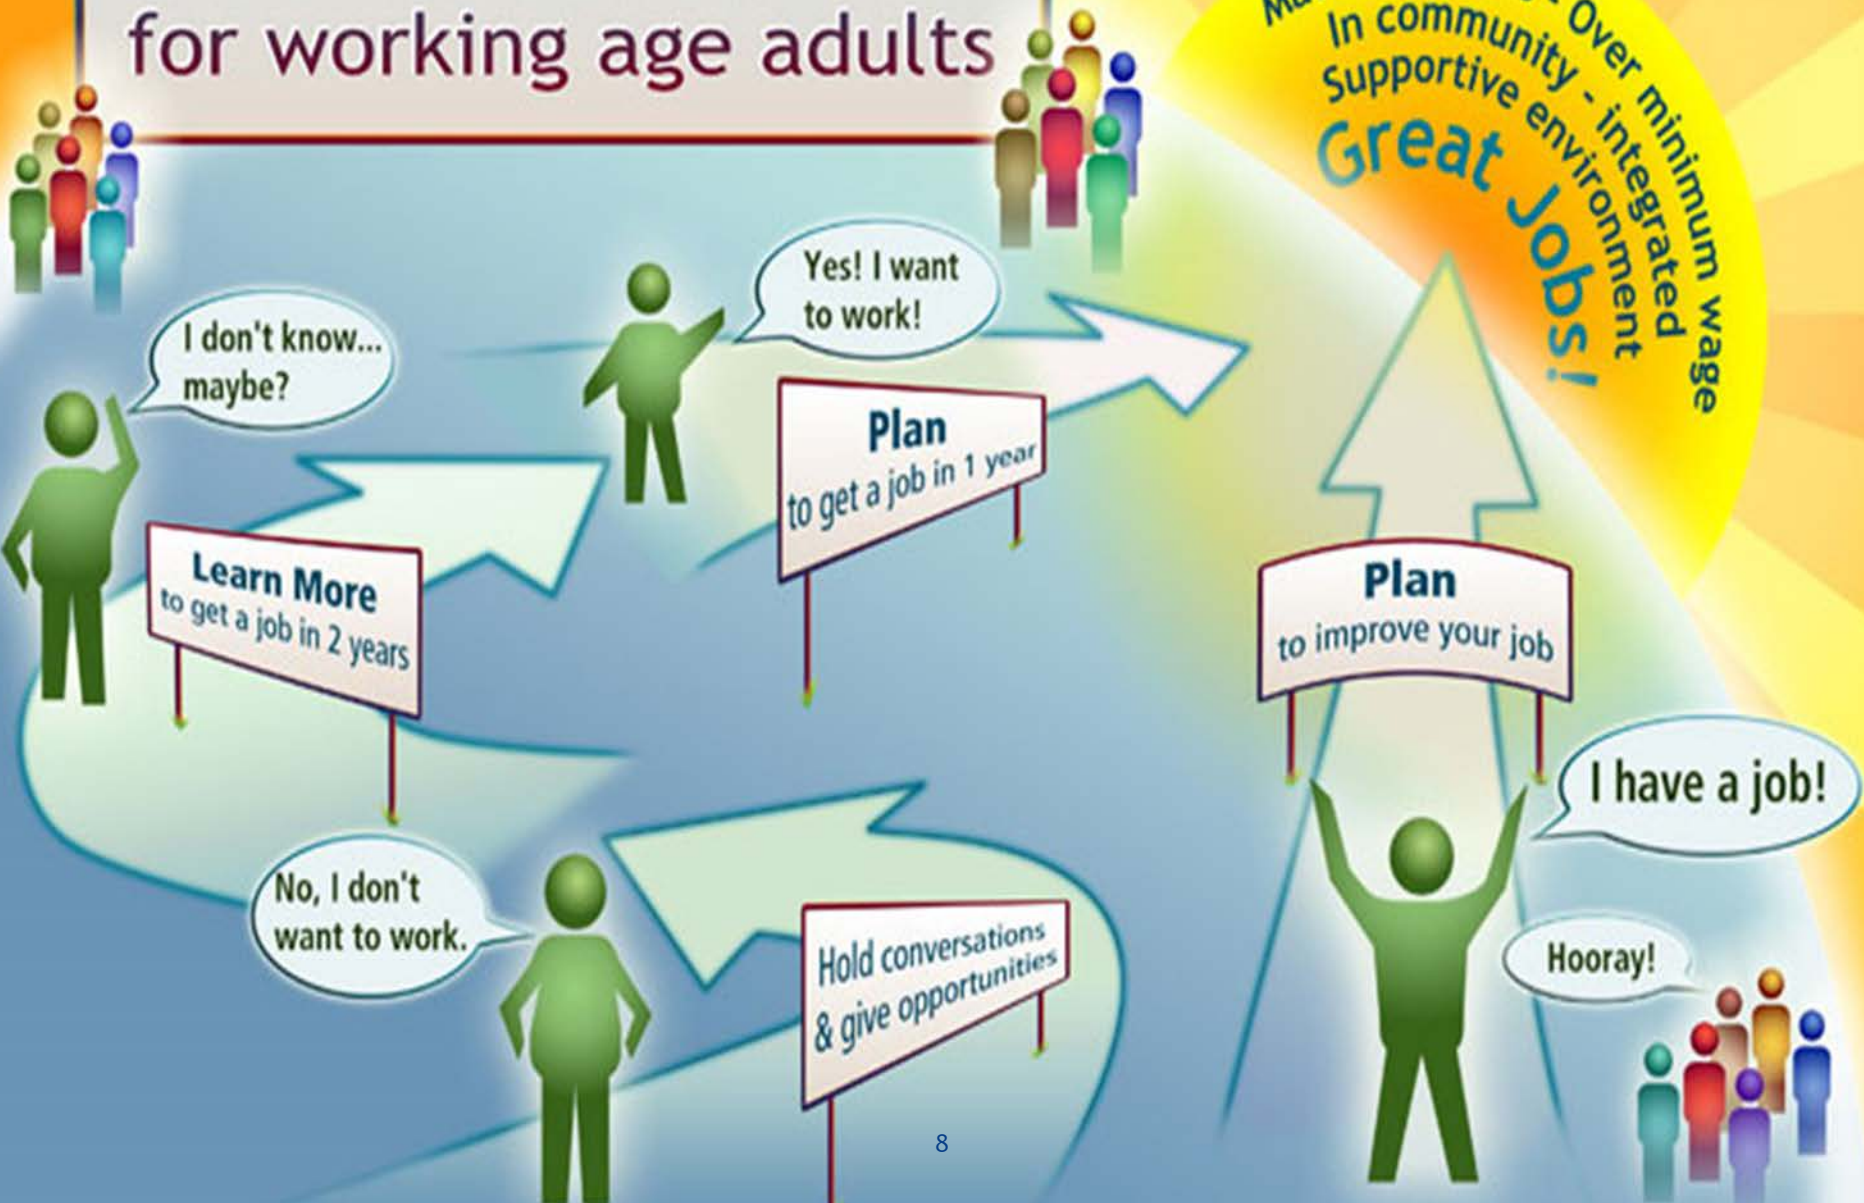 for working age adults
Over minimum wage
In community - integrated
Supportive environment
Great Jobs!
Yes! I want
to work!
I don't know...
maybe?
Plan
to get a job in 1 year
Learn More
to get a job in 2 years
Plan
to improve your job
I have a job!
No, I don't
want to work.
Hold conversations
& give opportunities
Hooray!
8